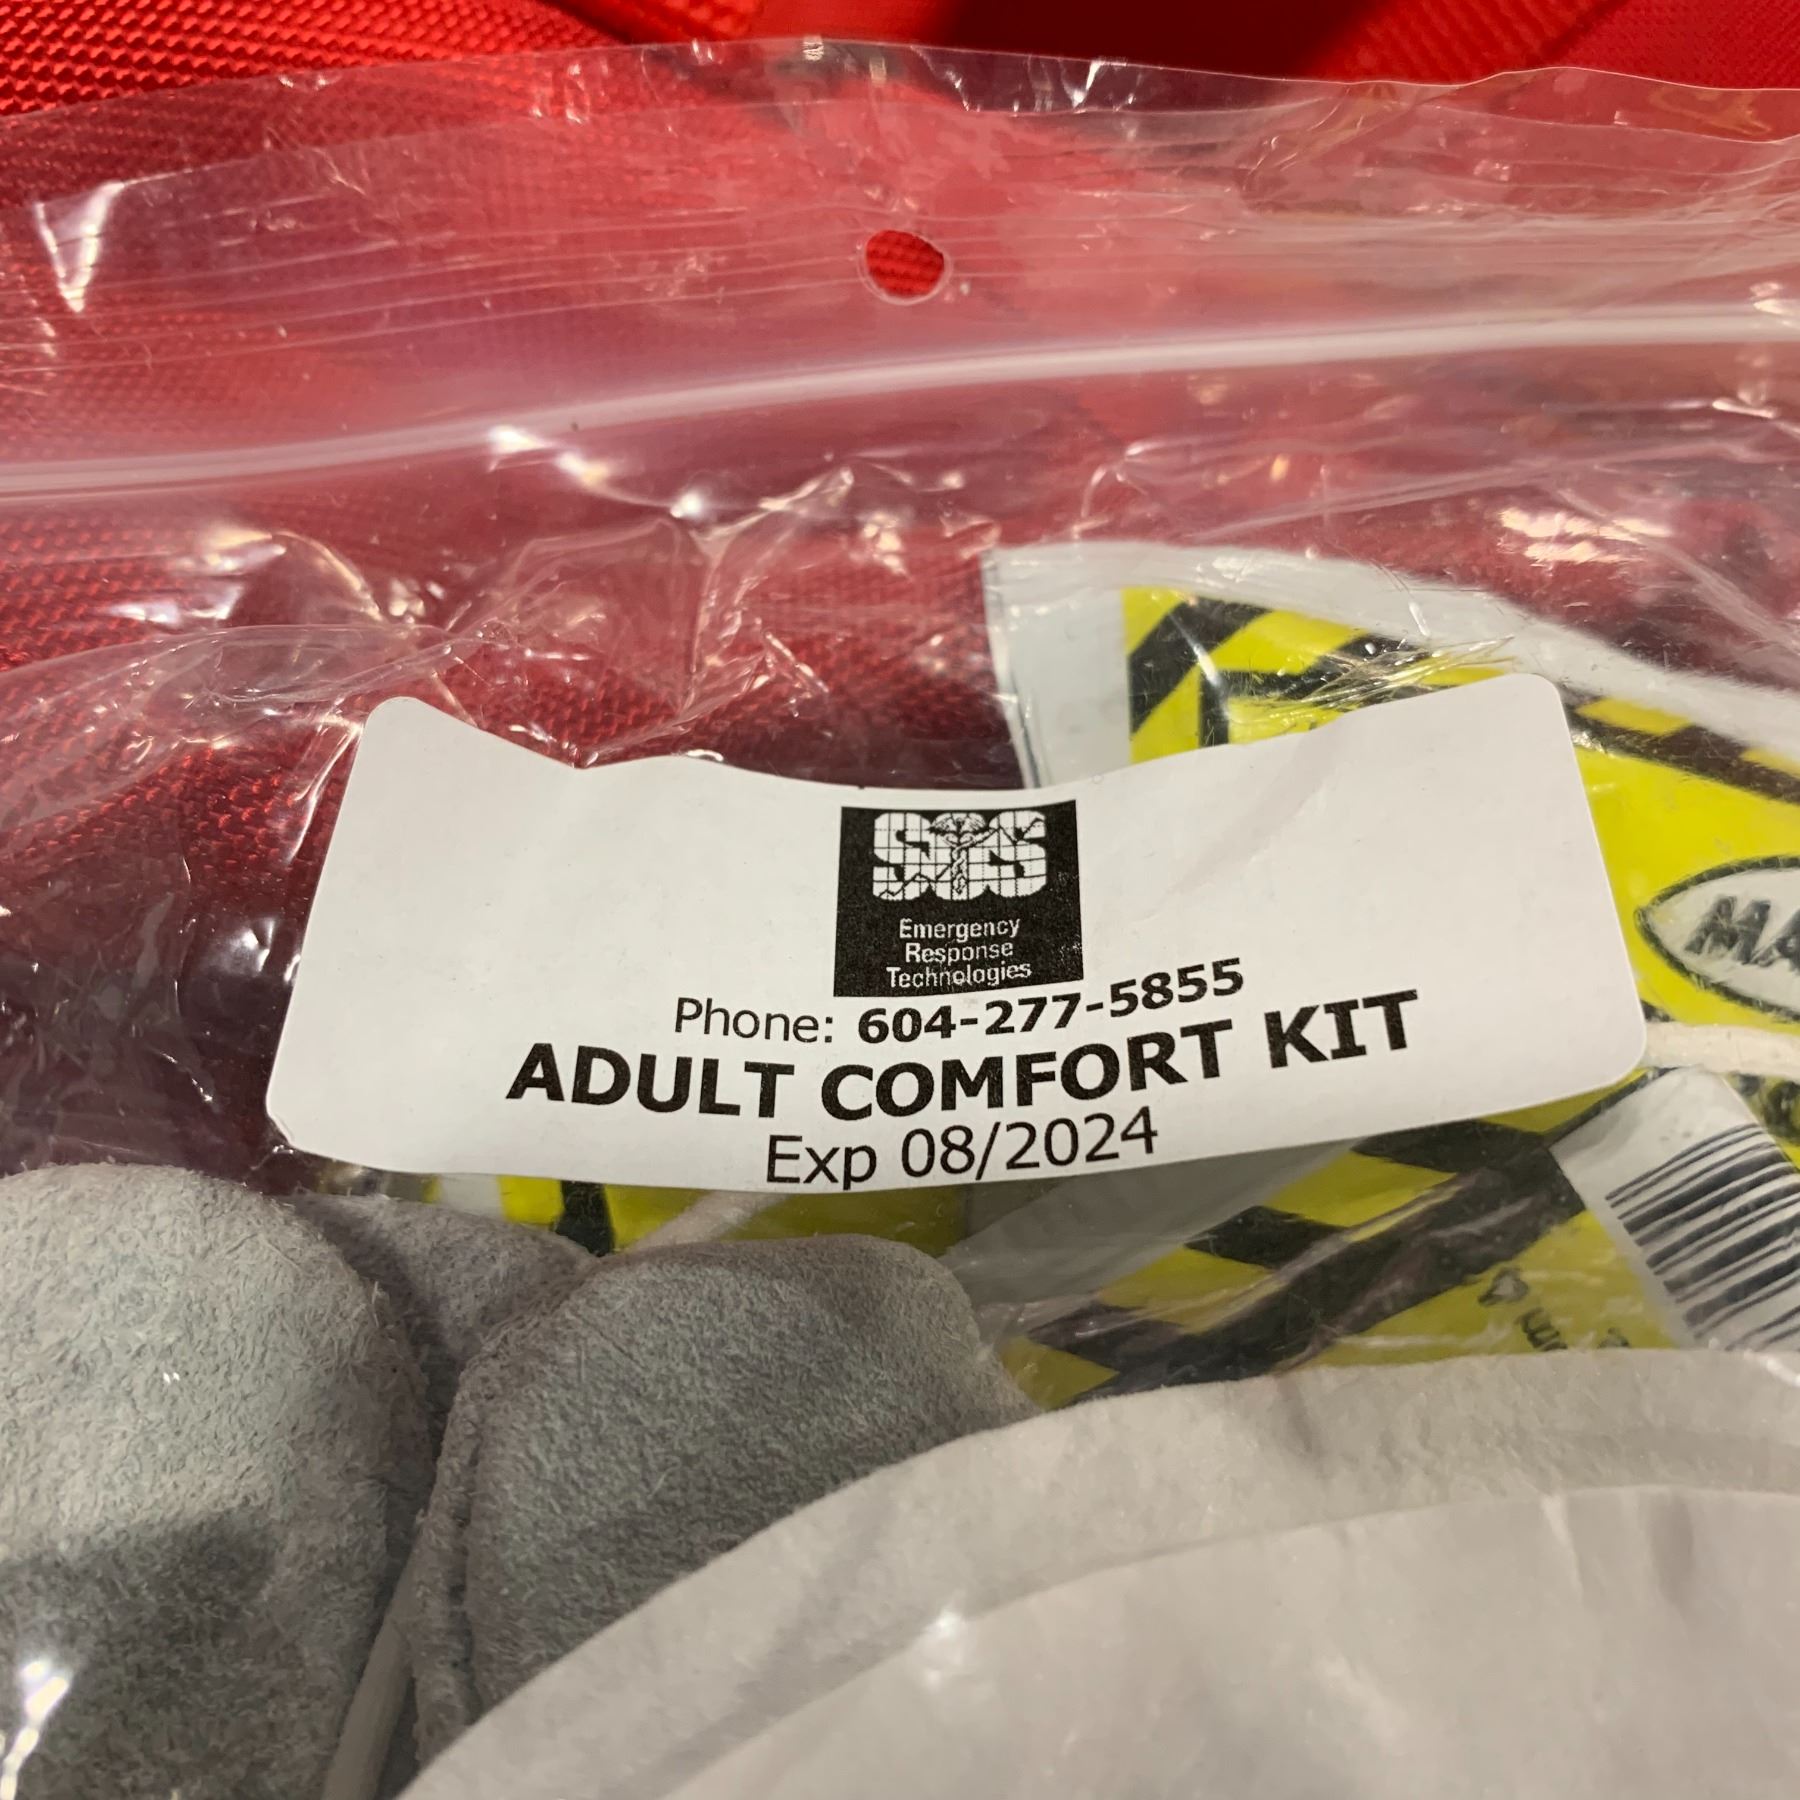 SOS
Emergency
Response
Technologies
Phone: 604-277-5855
ADULT COMFORT KIT
Exp 08/2024